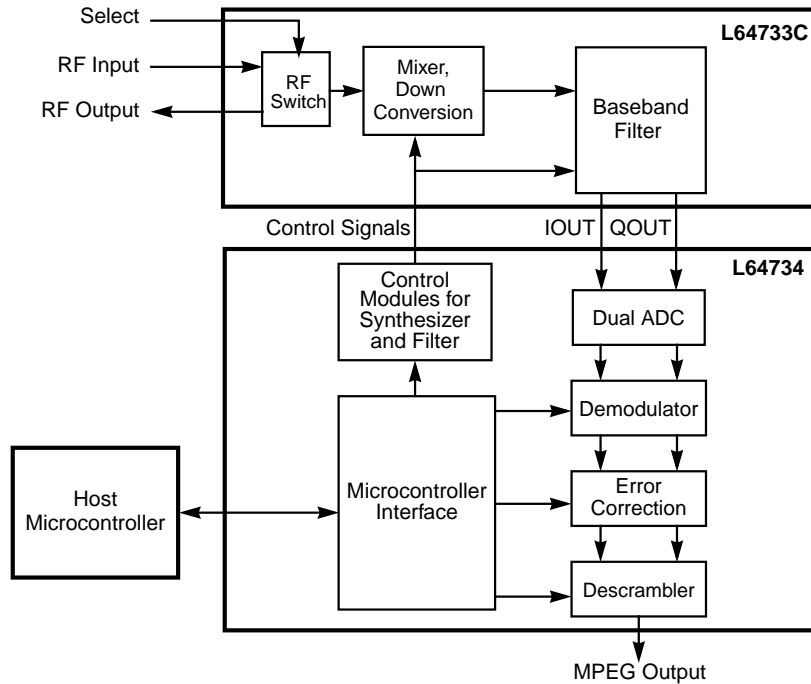 Select
L64733C
RF Input
RF
Switch
Mixer,
Down
Conversion
Baseband
Filter
RF Output
Control Signals
IOUT
QOUT
L64734
Control
Modules for
Synthesizer
and Filter
Dual ADC
Demodulator
Host
Microcontroller
Microcontroller
Interface
Error
Correction
Descrambler
MPEG Output